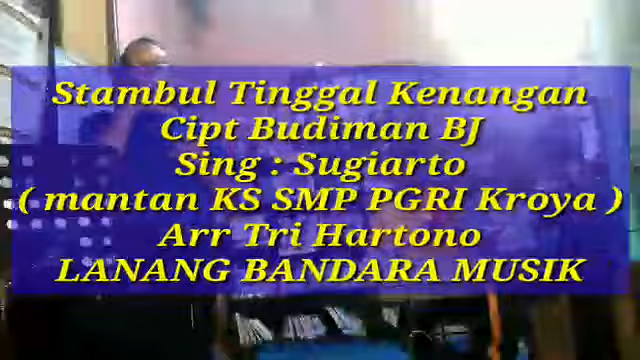 Stambul Tinggal Kenangan
Cipt Budiman BJ
Sing : Sugiarto
( mantan KS SMP PGRI Kroya )
Arr Tri Hartono
LANANG BANDARA MUSIK